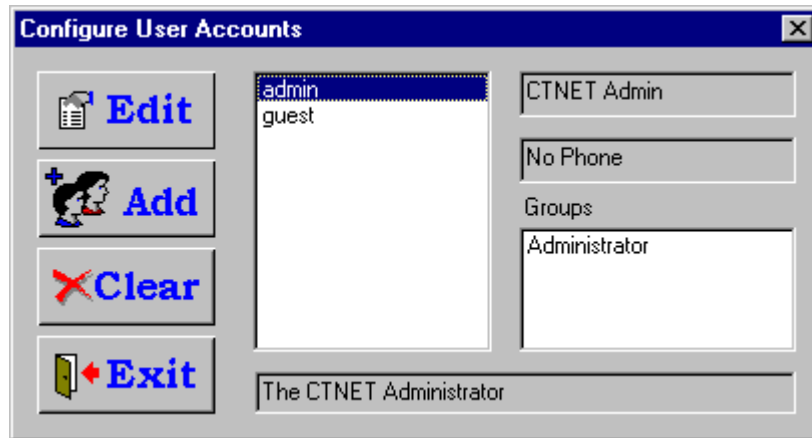 Configure User Accounts
Edit
Add
Clear
Exit
admin
guest
CTNET Admin
No Phone
Groups
Administrator
The CTNET Administrator